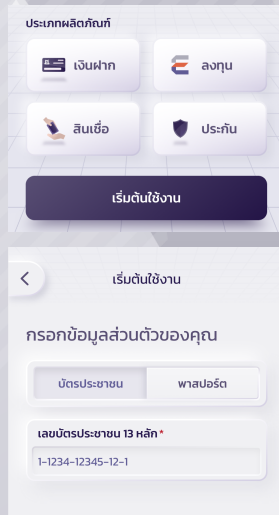 ประเภทผลิตภัณฑ์
เงินฝาก
ลงทุน
สินเชื่อ
ประกัน
เริ่มต้นใช้งาน
เริ่มต้นใช้งาน
กรอกข้อมูลส่วนตัวของคุณ
บัตรประชาชน
พาสปอร์ต
เลขบัตรประชาชน 13 หลัก*
1-1234-12345-12-1